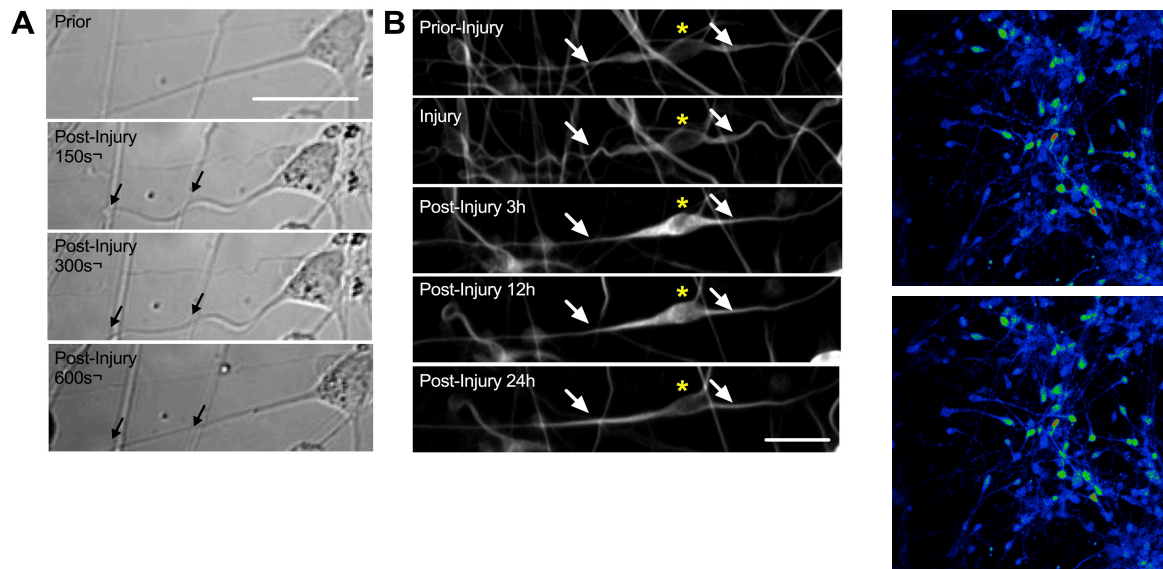 A
Prior
Post-Injury
150s¬
Post-Injury
300s¬
Post-Injury
600s¬
B
Prior-Injury
*
Injury
*
Post-Injury 3h
*
Post-Injury 12h
*
Post-Injury 24h
*